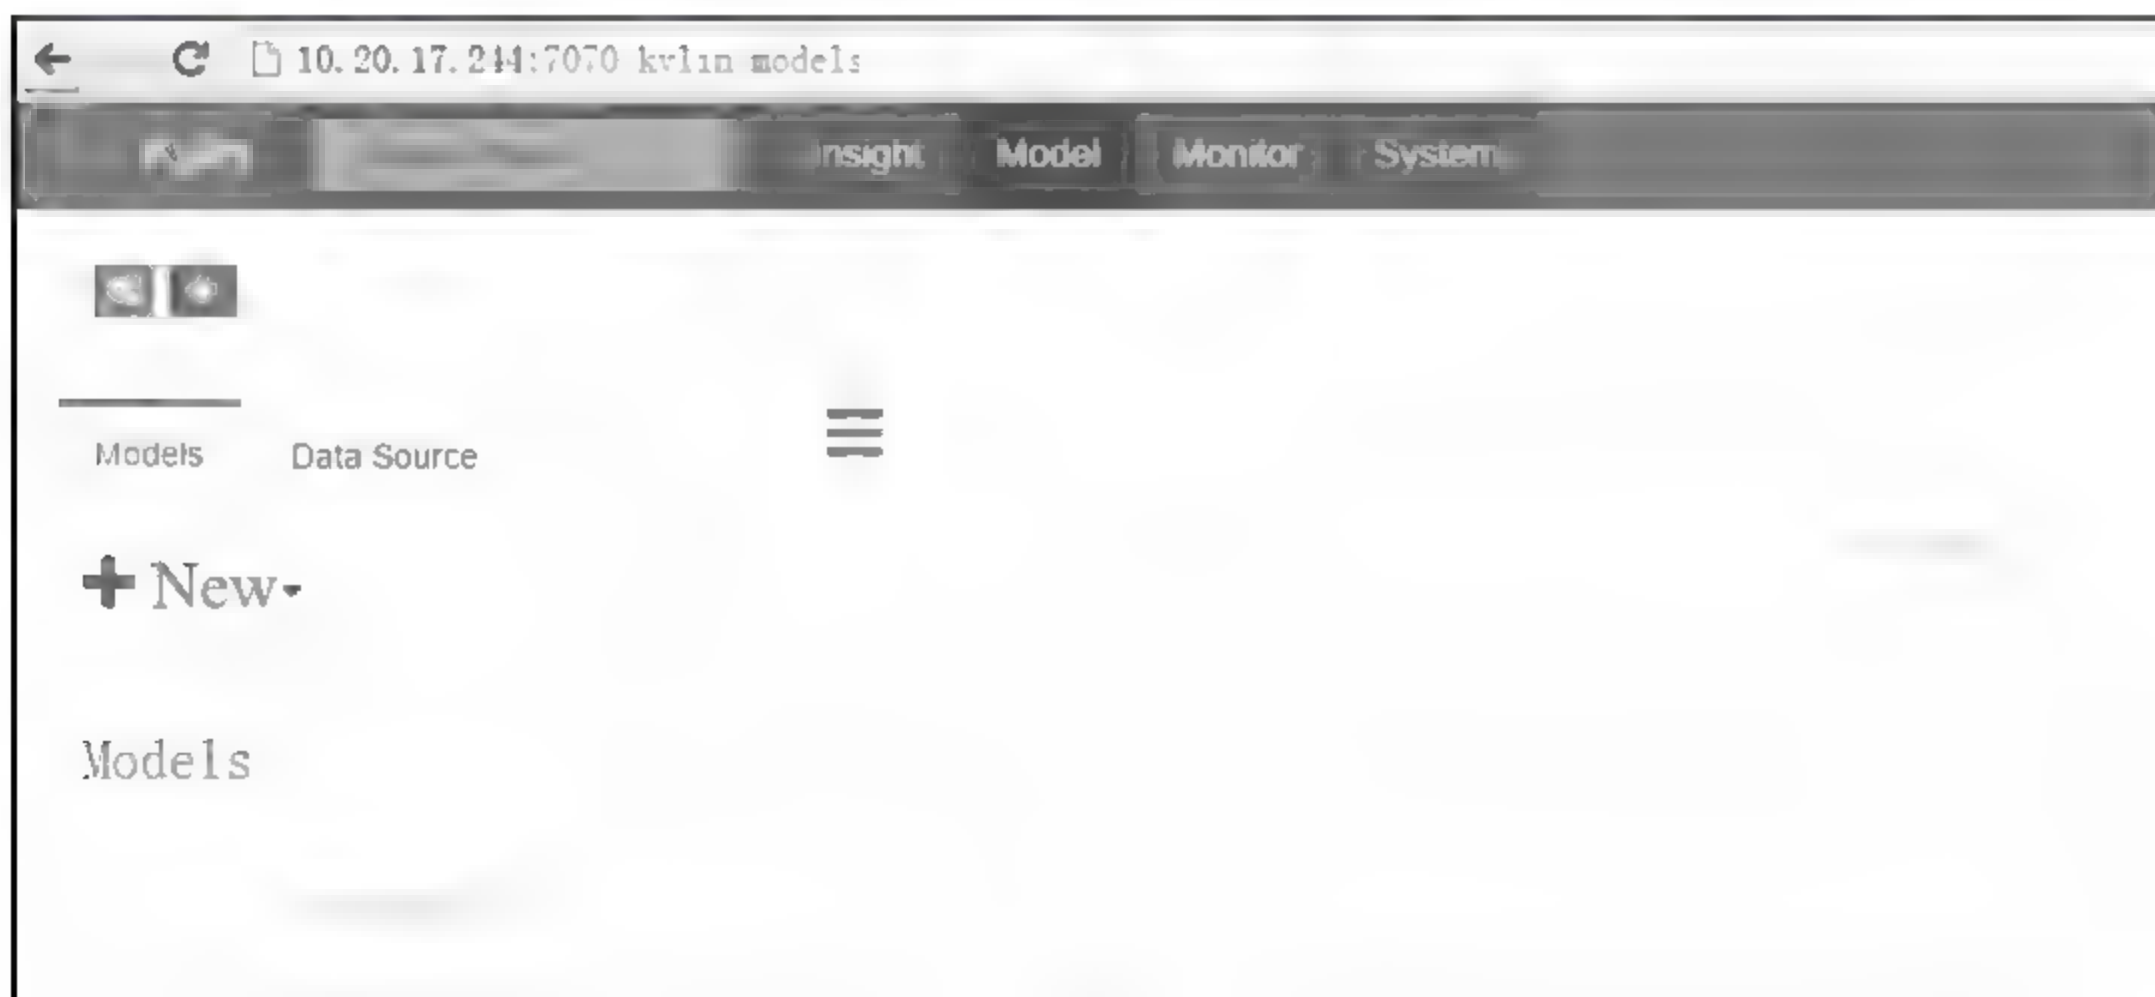 10.20.17.244:7070 kylin models
Insight Model Monitor System
Models Data Source
New
Models